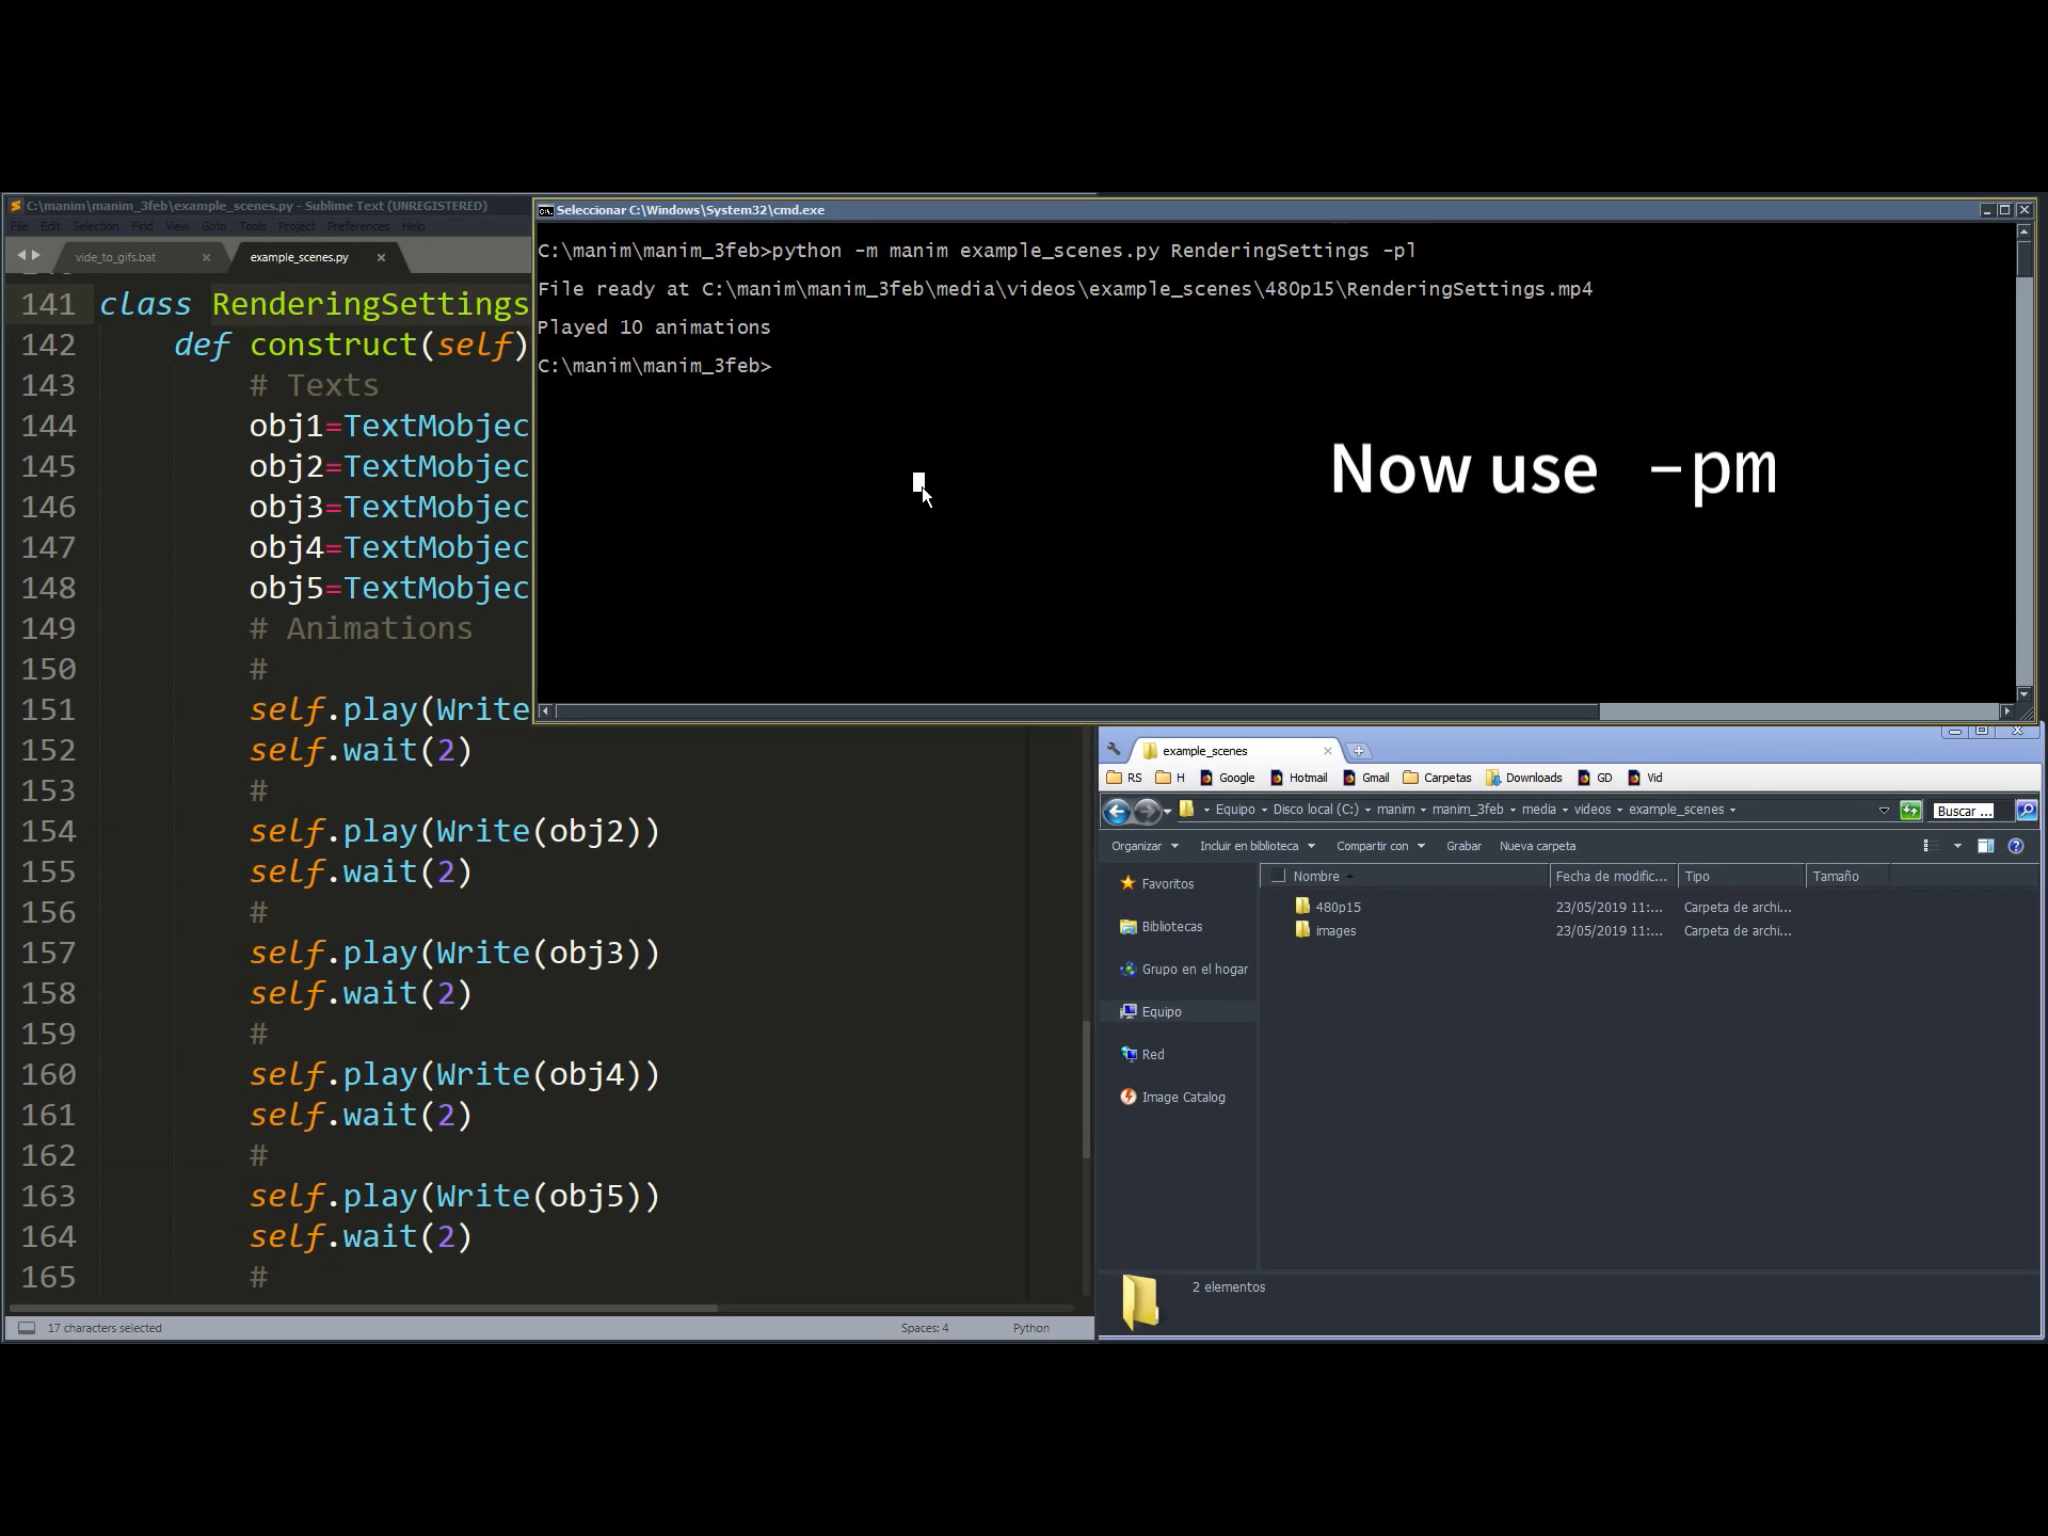 C:\manim\manim_3feb\example_scenes.py - Sublime Text (UNREGISTERED)
File Edit Selection Find View Goto Tools Project Preferences Help
vide_to_gifs.bat × example_scenes.py ×
141 class RenderingSettings
142 def construct(self)
143 # Texts
144 obj1=TextMobjec
145 obj2=TextMobjec
146 obj3=TextMobjec
147 obj4=TextMobjec
148 obj5=TextMobjec
149 # Animations
150 #
151 self.play(Write
152 self.wait(2)
153 #
154 self.play(Write(obj2))
155 self.wait(2)
156 #
157 self.play(Write(obj3))
158 self.wait(2)
159 #
160 self.play(Write(obj4))
161 self.wait(2)
162 #
163 self.play(Write(obj5))
164 self.wait(2)
165 #
17 characters selected Spaces: 4 Python
Seleccionar C:\Windows\System32\cmd.exe
C:\manim\manim_3feb>python -m manim example_scenes.py RenderingSettings -pl
File ready at C:\manim\manim_3feb\media\videos\example_scenes\480p15\RenderingSettings.mp4
Played 10 animations
C:\manim\manim_3feb>
Now use -pm
example_scenes
RS H Google Hotmail Gmail Carpetas Downloads GD Vid
Equipo Disco local (C:) manim manim_3feb media videos example_scenes Buscar ...
Organizar Incluir en biblioteca Compartir con Grabar Nueva carpeta
Nombre Fecha de modific... Tipo Tamaño
Favoritos
Bibliotecas
Grupo en el hogar
Equipo
Red
Image Catalog
480p15 23/05/2019 11:... Carpeta de archi...
images 23/05/2019 11:... Carpeta de archi...
2 elementos